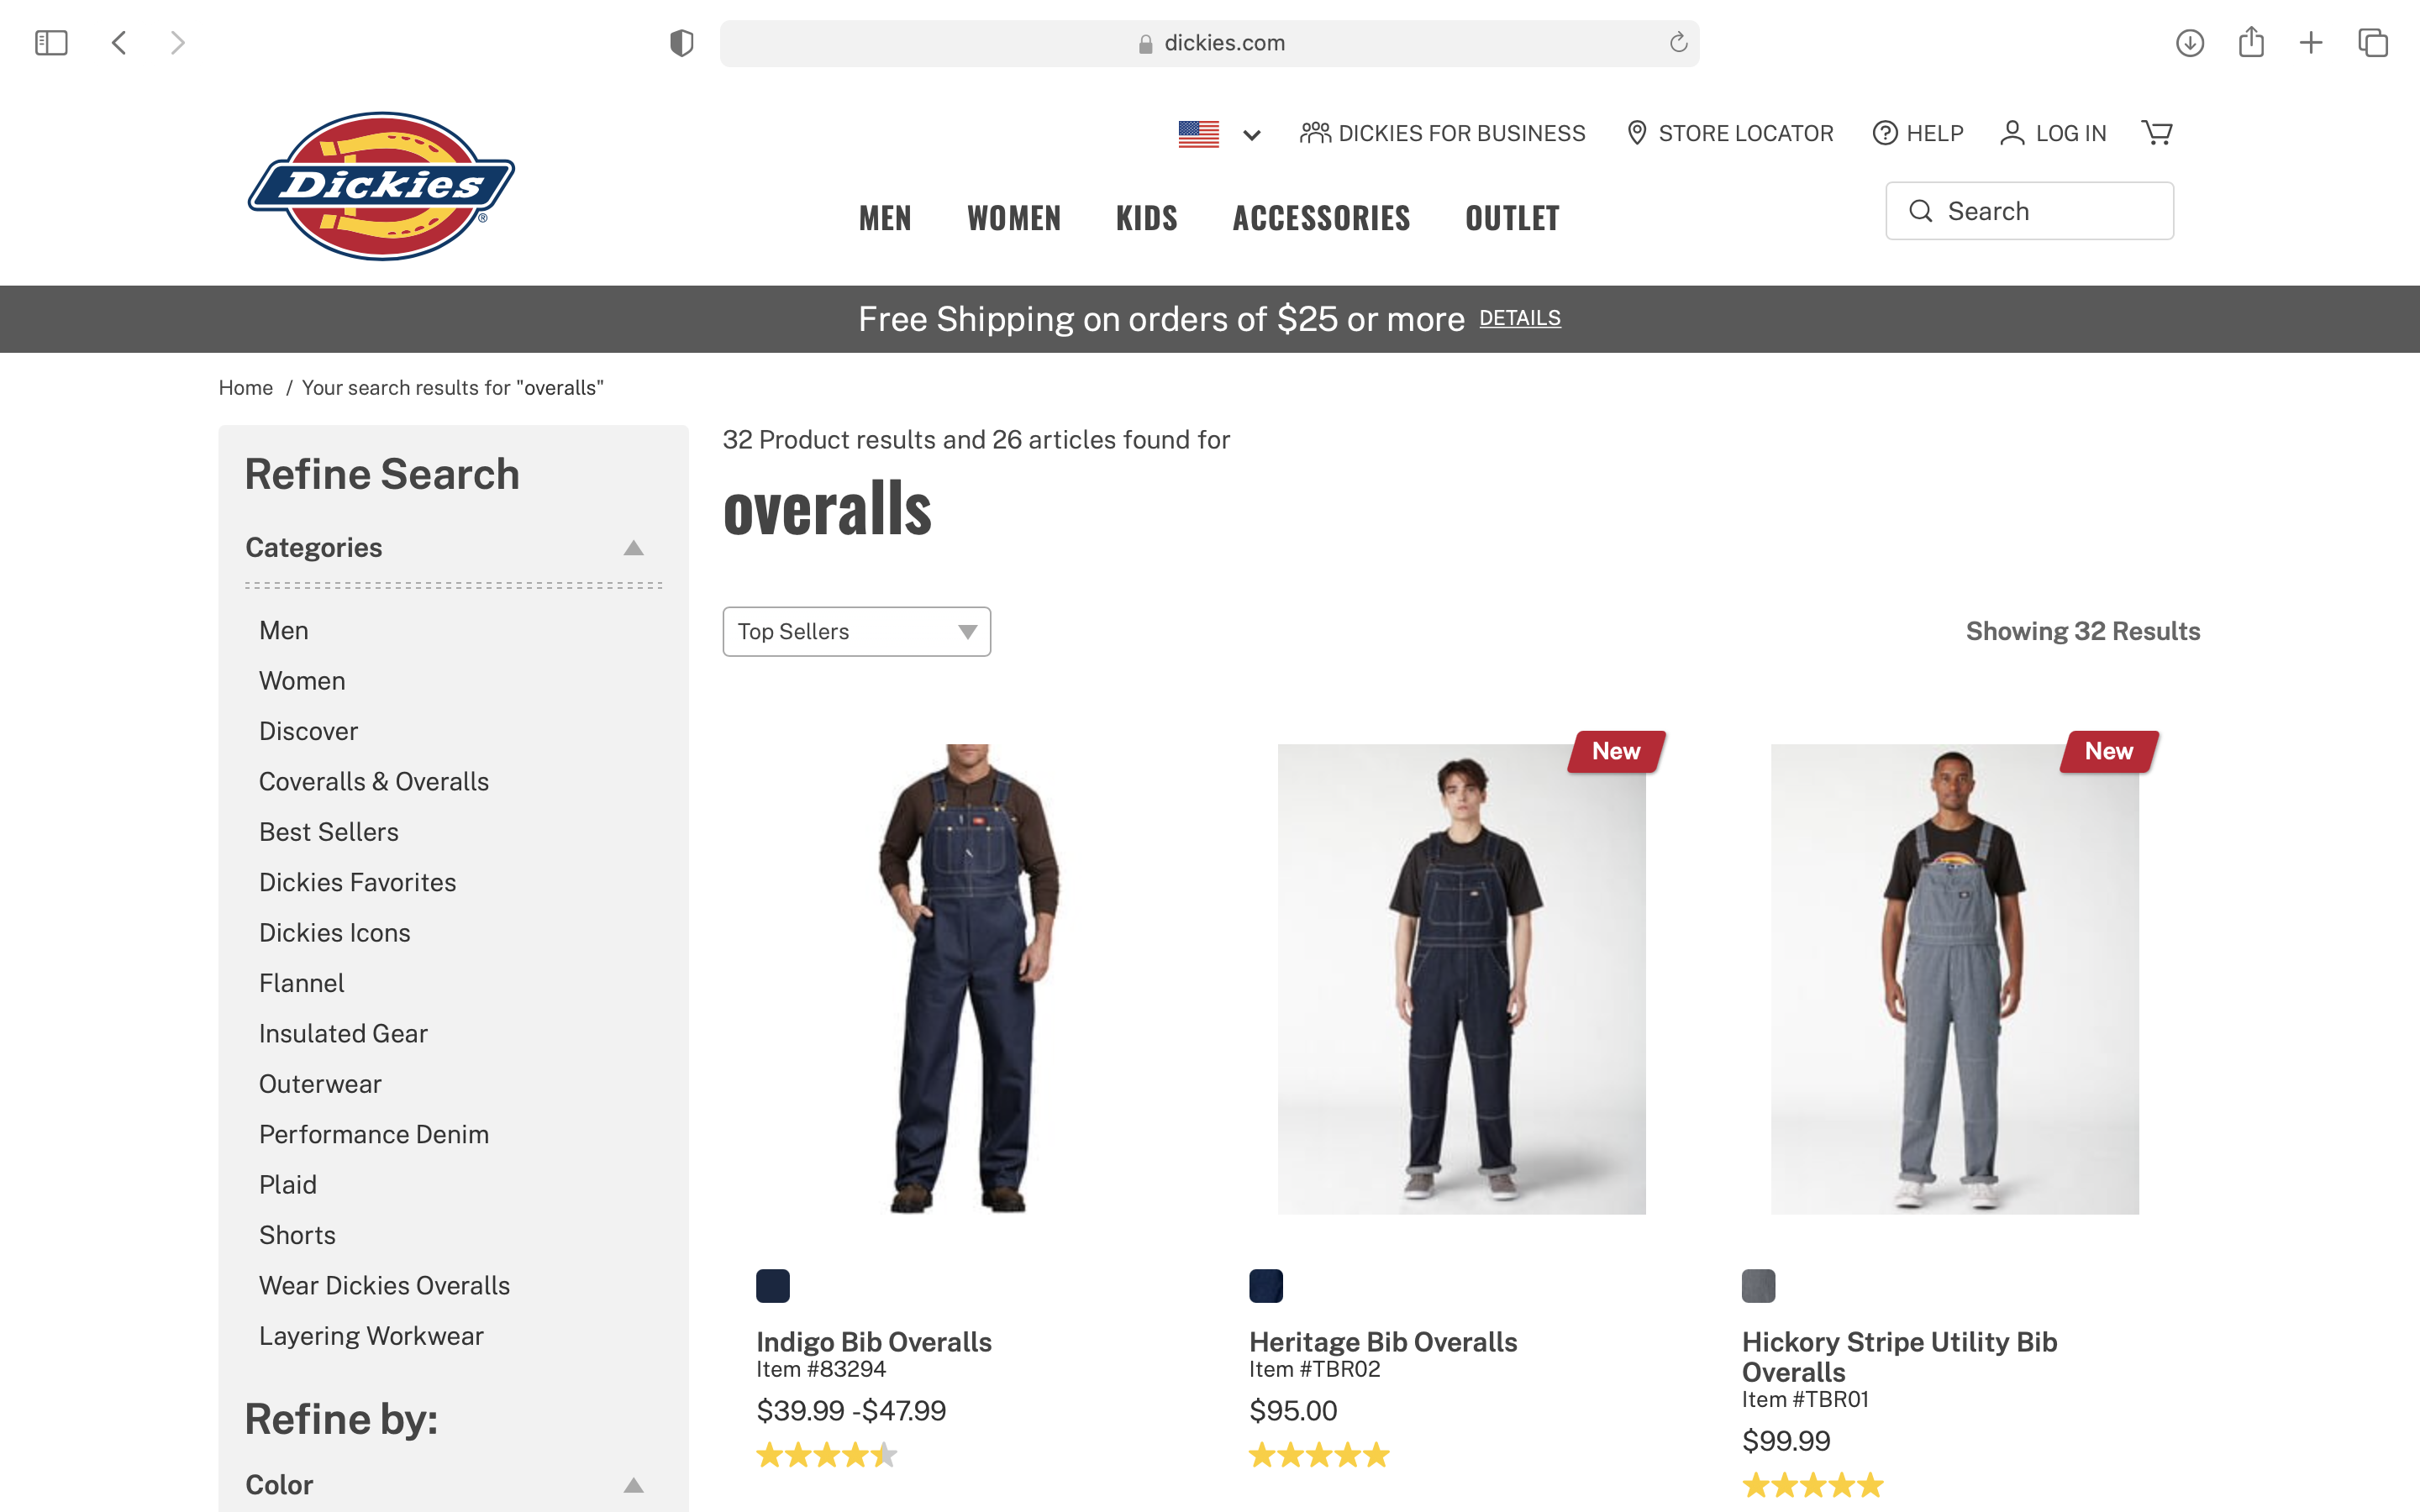 dickies.com
Dickies
®
DICKIES FOR BUSINESS
STORE LOCATOR
HELP
LOG IN
MEN
WOMEN
KIDS
ACCESSORIES
OUTLET
Search
Free Shipping on orders of $25 or more DETAILS
Home / Your search results for "overalls"
Refine Search
Categories
Men
Women
Discover
Coveralls & Overalls
Best Sellers
Dickies Favorites
Dickies Icons
Flannel
Insulated Gear
Outerwear
Performance Denim
Plaid
Shorts
Wear Dickies Overalls
Layering Workwear
Refine by:
Color
32 Product results and 26 articles found for
overalls
Top Sellers
Showing 32 Results
Indigo Bib Overalls
Item #83294
$39.99 -$47.99
New
Heritage Bib Overalls
Item #TBR02
$95.00
New
Hickory Stripe Utility Bib
Overalls
Item #TBR01
$99.99